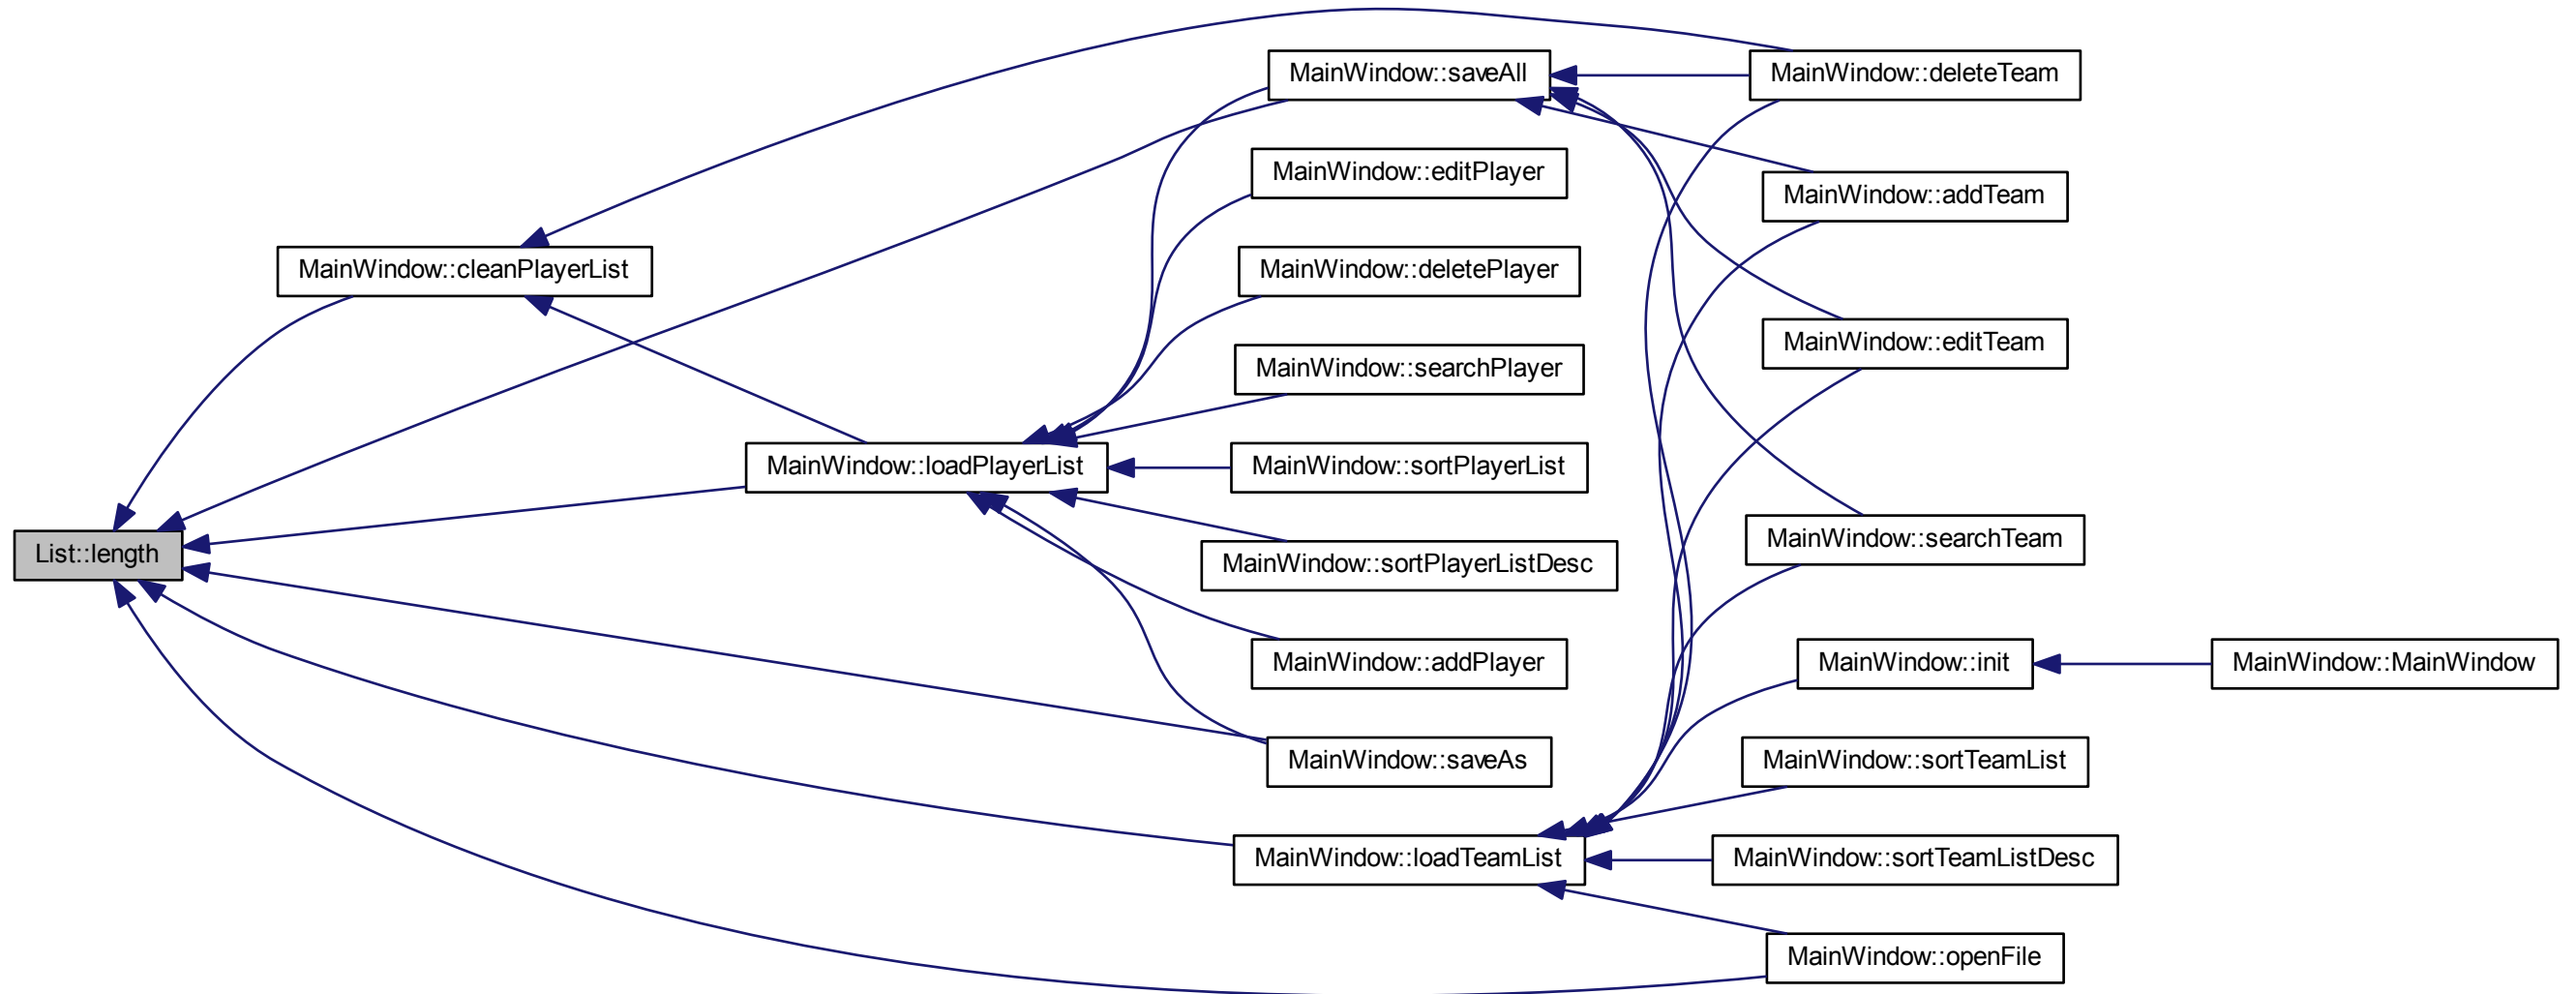 MainWindow::saveAll
MainWindow::deleteTeam
MainWindow::editPlayer
MainWindow::addTeam
MainWindow::cleanPlayerList
MainWindow::deletePlayer
MainWindow::editTeam
MainWindow::searchPlayer
MainWindow::loadPlayerList
MainWindow::sortPlayerList
List::length
MainWindow::searchTeam
MainWindow::sortPlayerListDesc
MainWindow::addPlayer
MainWindow::init
MainWindow::MainWindow
MainWindow::saveAs
MainWindow::sortTeamList
MainWindow::loadTeamList
MainWindow::sortTeamListDesc
MainWindow::openFile